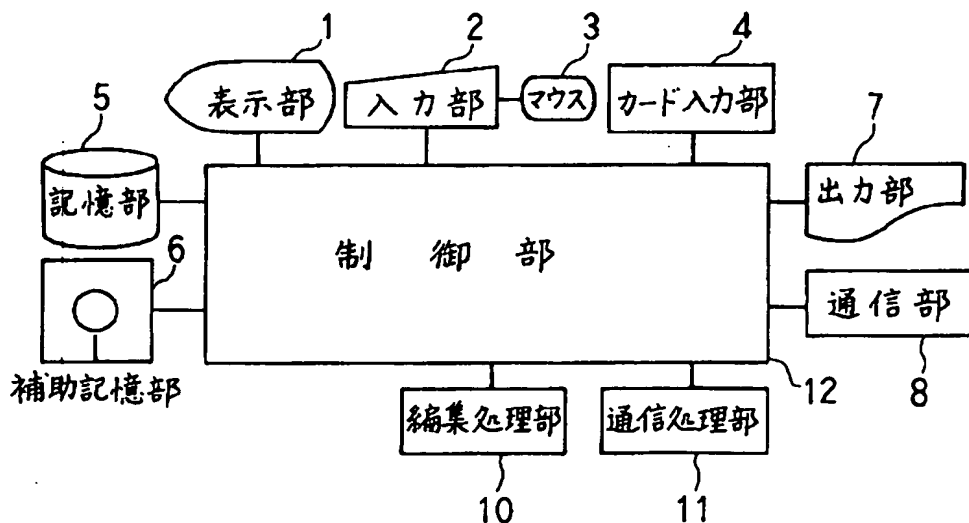 1
2
3
4
表示部
入力部
マウス
カード入力部
5
7
記憶部
出力部
制御部
6
通信部
補助記憶部
12
8
編集処理部
通信処理部
10
11